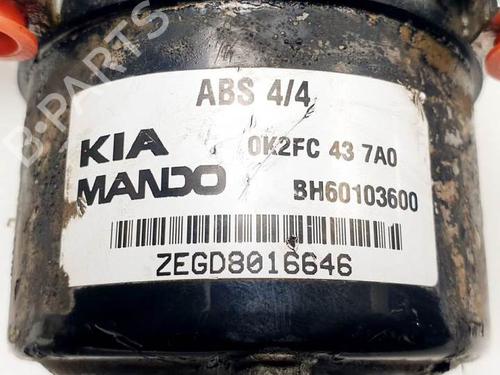 ABS 4/4
KIA 0K2FC 43 7A0
MANDO BH60103600
ZEGD8016646
B-PARTS